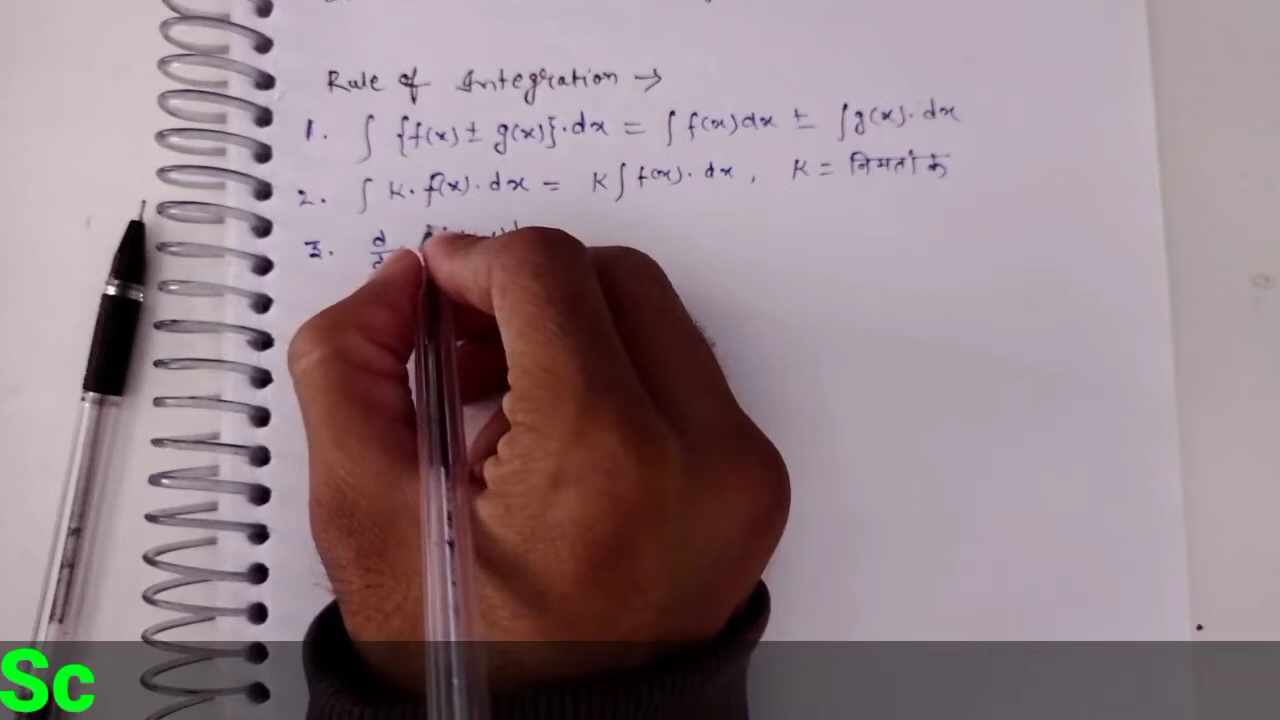 Rule of Integration →
1. ∫ {f(x) ± g(x)}·dx = ∫ f(x)dx ± ∫ g(x)·dx
2. ∫ K·f(x)·dx = K∫ f(x)·dx, K = नियतांक
3. d
Sc